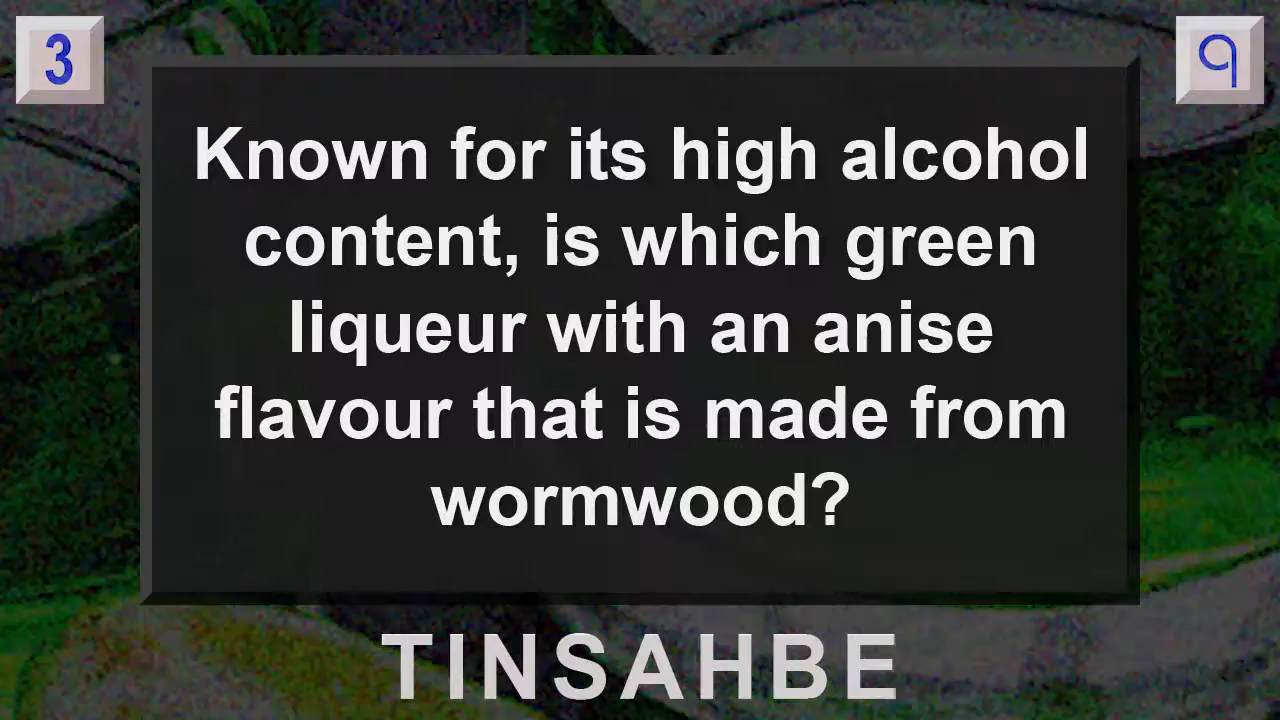 3
Known for its high alcohol
content, is which green
liqueur with an anise
flavour that is made from
wormwood?
TINSAHBE